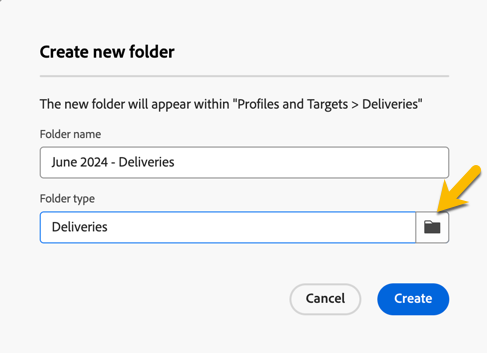 Create new folder
The new folder will appear within "Profiles and Targets > Deliveries"
Folder name
June 2024 - Deliveries
Folder type
Deliveries
Cancel
Create